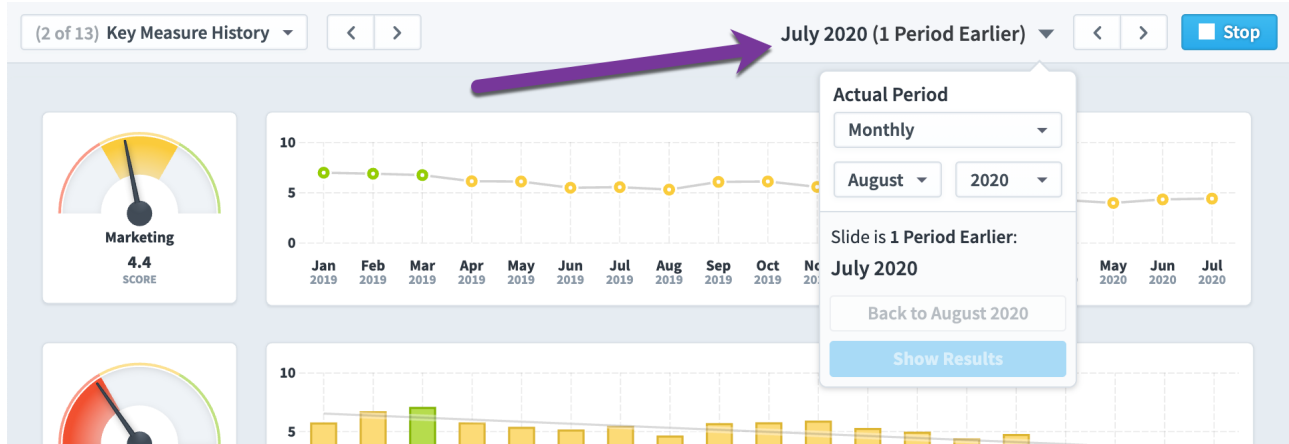 (2 of 13) Key Measure History
July 2020 (1 Period Earlier)
Stop
Actual Period
Monthly
August
2020
Slide is 1 Period Earlier:
July 2020
Back to August 2020
Show Results
Marketing
4.4
SCORE
10
5
0
Jan Feb Mar Apr May Jun Jul Aug Sep Oct May Jun Jul
2019 2019 2019 2019 2019 2019 2019 2019 2019 2019 2020 2020 2020
10
5